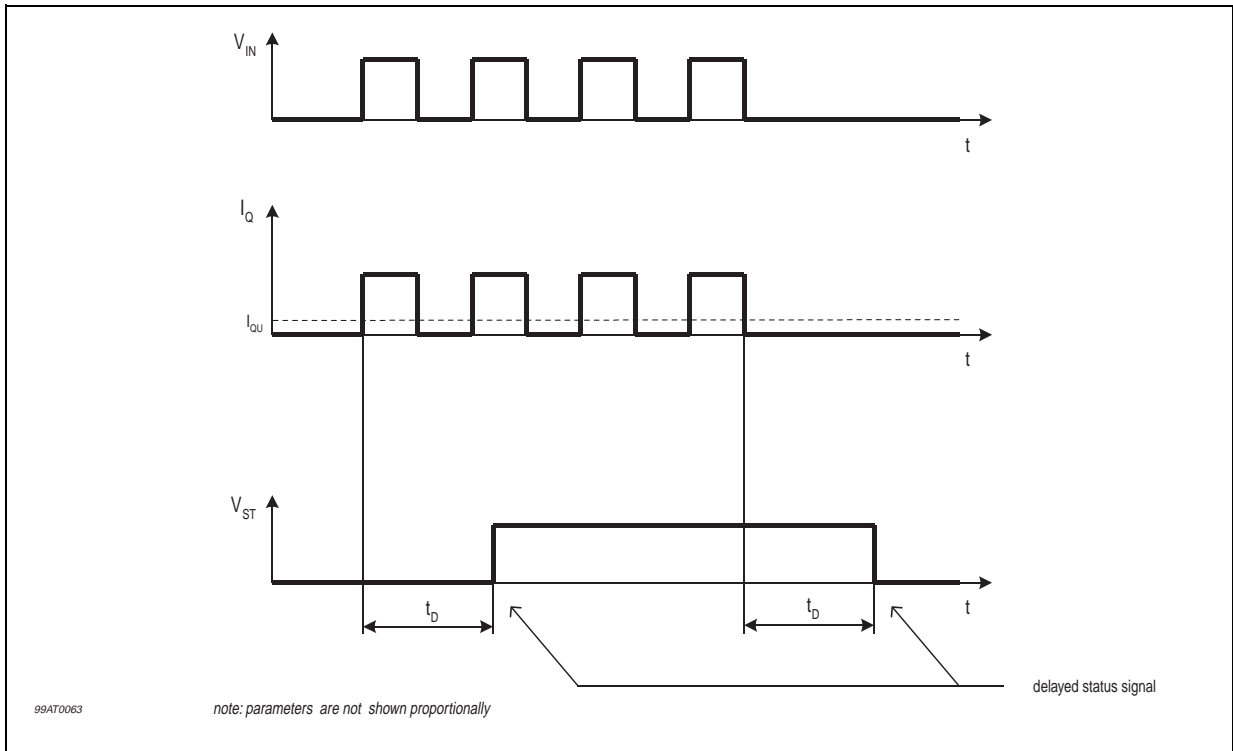 V_IN
t
I_Q
I_QU
t
V_ST
t_D
t_D
t
delayed status signal
99AT0063
note: parameters are not shown proportionally